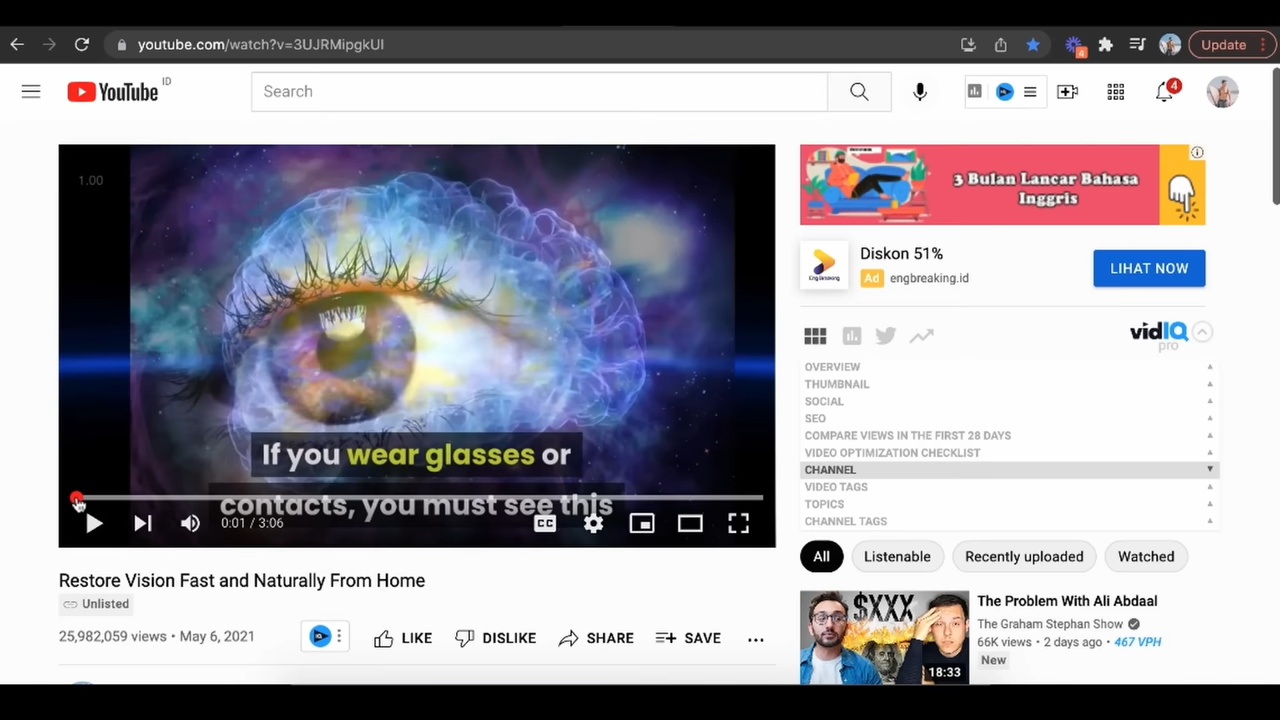 youtube.com/watch?v=3UJRMipgkUI
4
Update
YouTube ID
Search
4
1.00
If you wear glasses or
contacts, you must see this
0:01 / 3:06
CC
Restore Vision Fast and Naturally From Home
Unlisted
25,982,059 views • May 6, 2021
LIKE
DISLIKE
SHARE
SAVE
3 Bulan Lancar Bahasa
Inggris
Eng Breaking
Diskon 51%
Ad engbreaking.id
LIHAT NOW
vidIQ
pro
OVERVIEW
THUMBNAIL
SOCIAL
SEO
COMPARE VIEWS IN THE FIRST 28 DAYS
VIDEO OPTIMIZATION CHECKLIST
CHANNEL
VIDEO TAGS
TOPICS
CHANNEL TAGS
All
Listenable
Recently uploaded
Watched
$XXX
18:33
The Problem With Ali Abdaal
The Graham Stephan Show
66K views • 2 days ago • 467 VPH
New